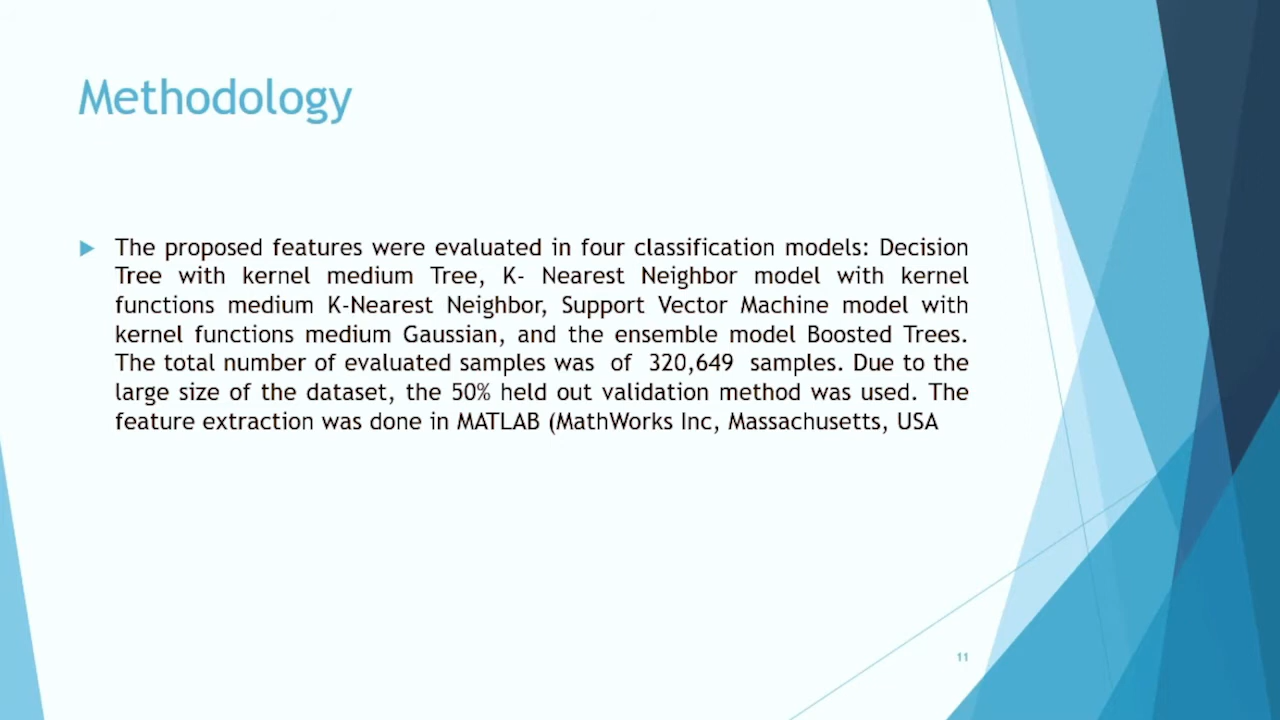 Methodology
The proposed features were evaluated in four classification models: Decision
Tree with kernel medium Tree, K- Nearest Neighbor model with kernel
functions medium K-Nearest Neighbor, Support Vector Machine model with
kernel functions medium Gaussian, and the ensemble model Boosted Trees.
The total number of evaluated samples was of 320,649 samples. Due to the
large size of the dataset, the 50% held out validation method was used. The
feature extraction was done in MATLAB (MathWorks Inc, Massachusetts, USA
11